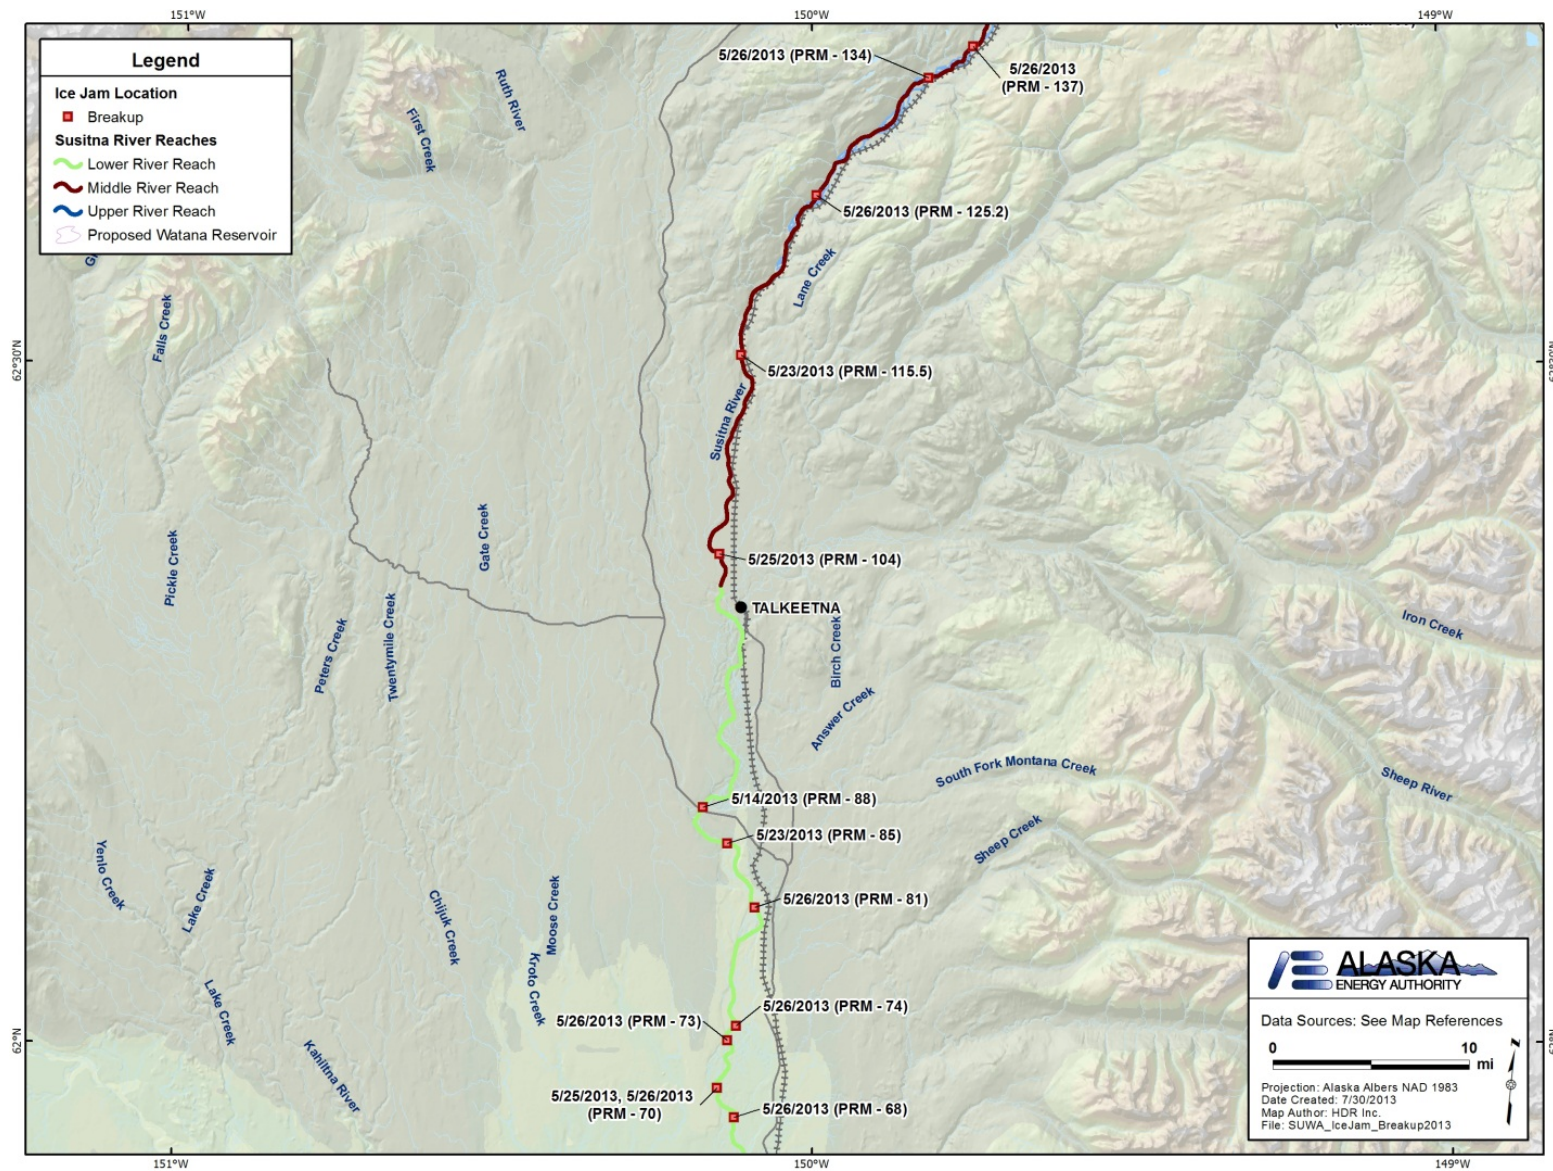 151°W
150°W
149°W
Legend
Ice Jam Location
Breakup
Susitna River Reaches
Lower River Reach
Middle River Reach
Upper River Reach
Proposed Watana Reservoir
5/26/2013 (PRM - 134)
5/26/2013
(PRM - 137)
Ruth River
First Creek
5/26/2013 (PRM - 125.2)
Lane Creek
Falls Creek
62°30'N
5/23/2013 (PRM - 115.5)
Susitna River
Gate Creek
Pickle Creek
5/25/2013 (PRM - 104)
TALKEETNA
Iron Creek
Peters Creek
Twentymile Creek
Birch Creek
Answer Creek
South Fork Montana Creek
Sheep River
5/14/2013 (PRM - 88)
5/23/2013 (PRM - 85)
Sheep Creek
Yenlo Creek
Lake Creek
Chijuk Creek
Moose Creek
5/26/2013 (PRM - 81)
Kroto Creek
Lake Creek
5/26/2013 (PRM - 74)
5/26/2013 (PRM - 73)
62°N
Kahiltna River
5/25/2013, 5/26/2013
(PRM - 70)
5/26/2013 (PRM - 68)
ALASKA
ENERGY AUTHORITY
Data Sources: See Map References
0 10 mi
N
Projection: Alaska Albers NAD 1983
Date Created: 7/30/2013
Map Author: HDR Inc.
File: SUWA_IceJam_Breakup2013
151°W
150°W
149°W